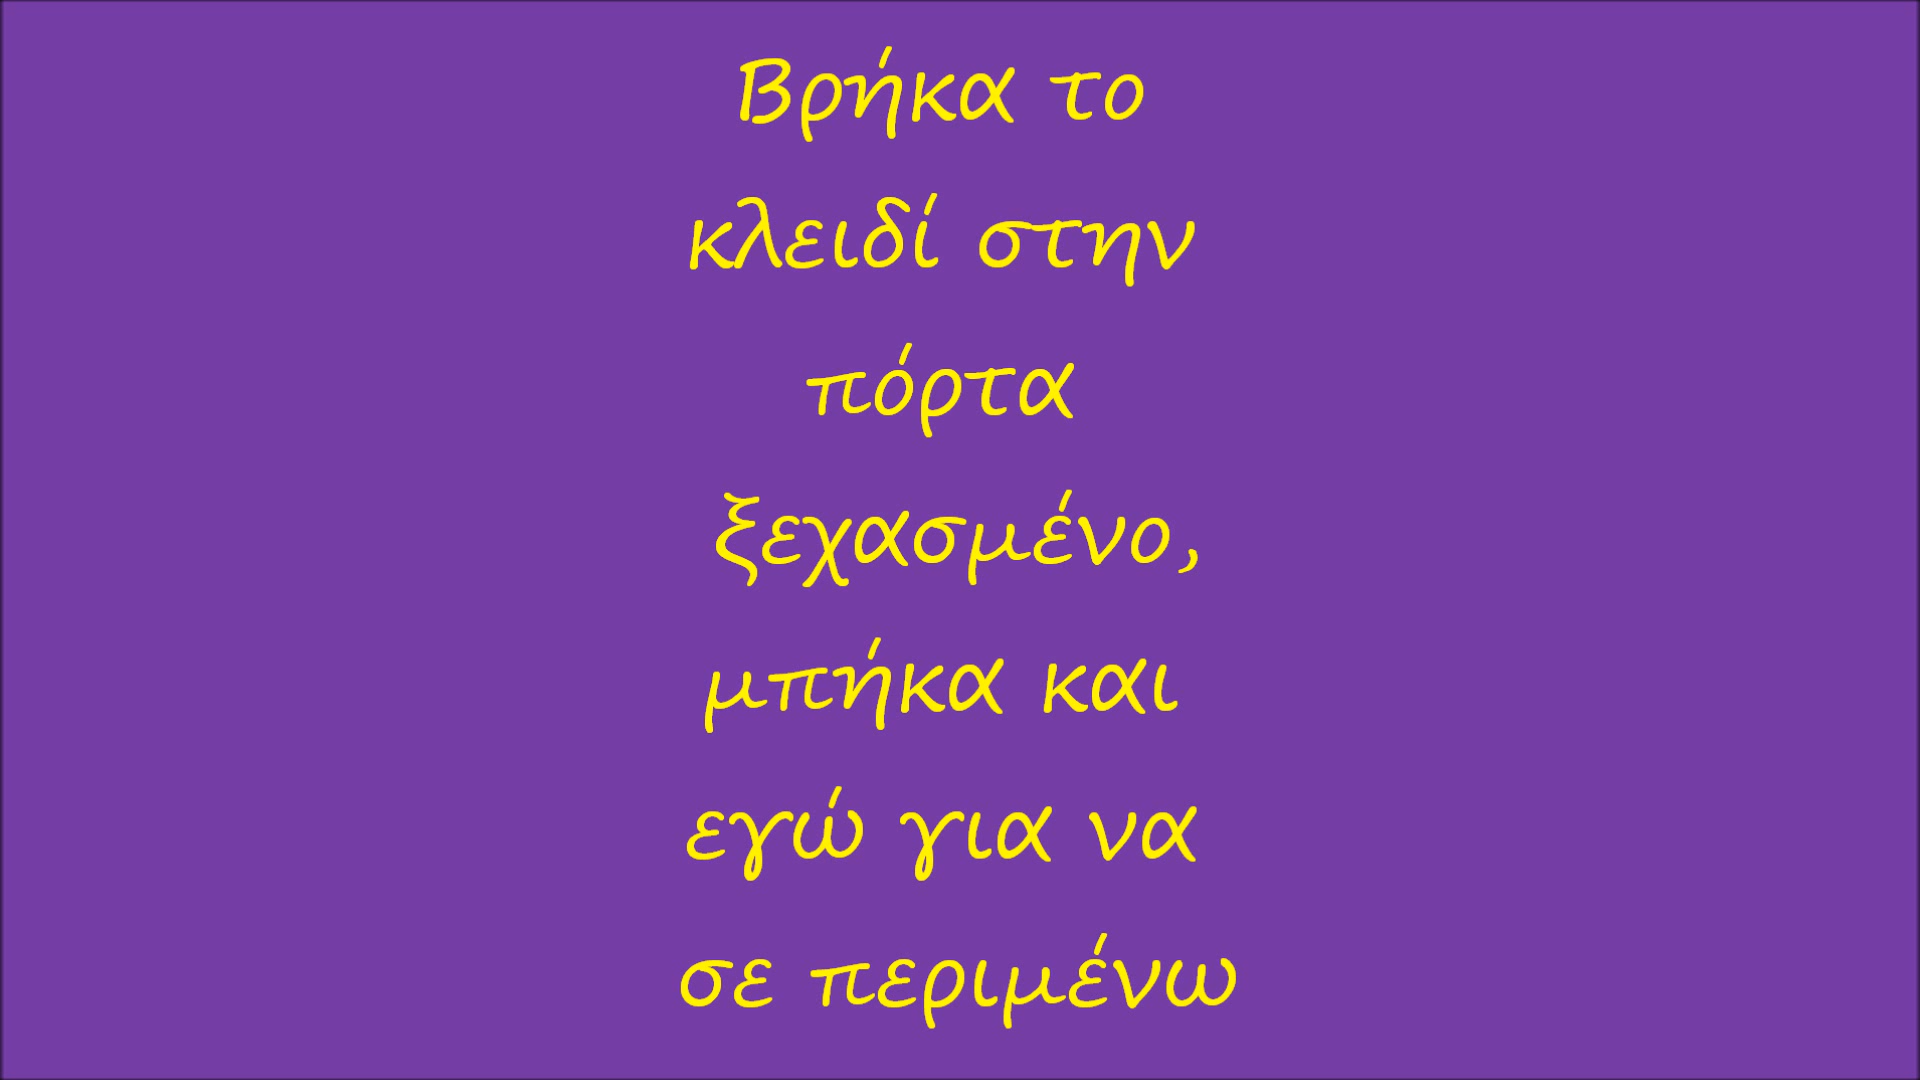 Βρήκα το
κλειδί στην
πόρτα
ξεχασμένο,
μπήκα και
εγώ για να
σε περιμένω